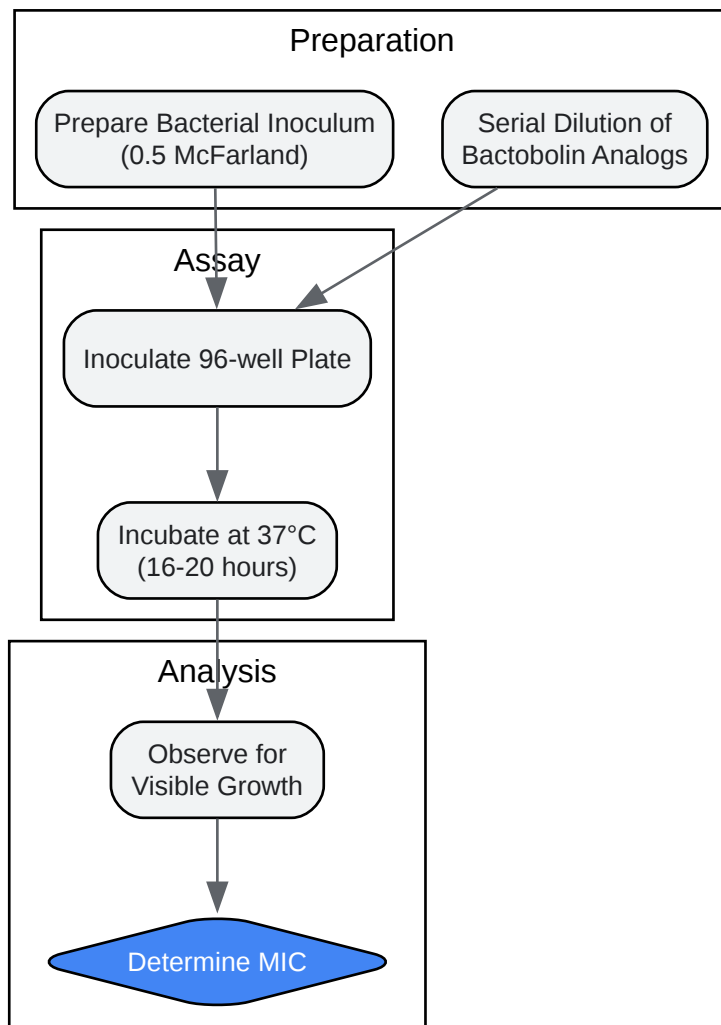 Preparation
Prepare Bacterial Inoculum
(0.5 McFarland)
Serial Dilution of
Bactobolin Analogs
Assay
Inoculate 96-well Plate
Incubate at 37°C
(16-20 hours)
Analysis
Observe for
Visible Growth
Determine MIC